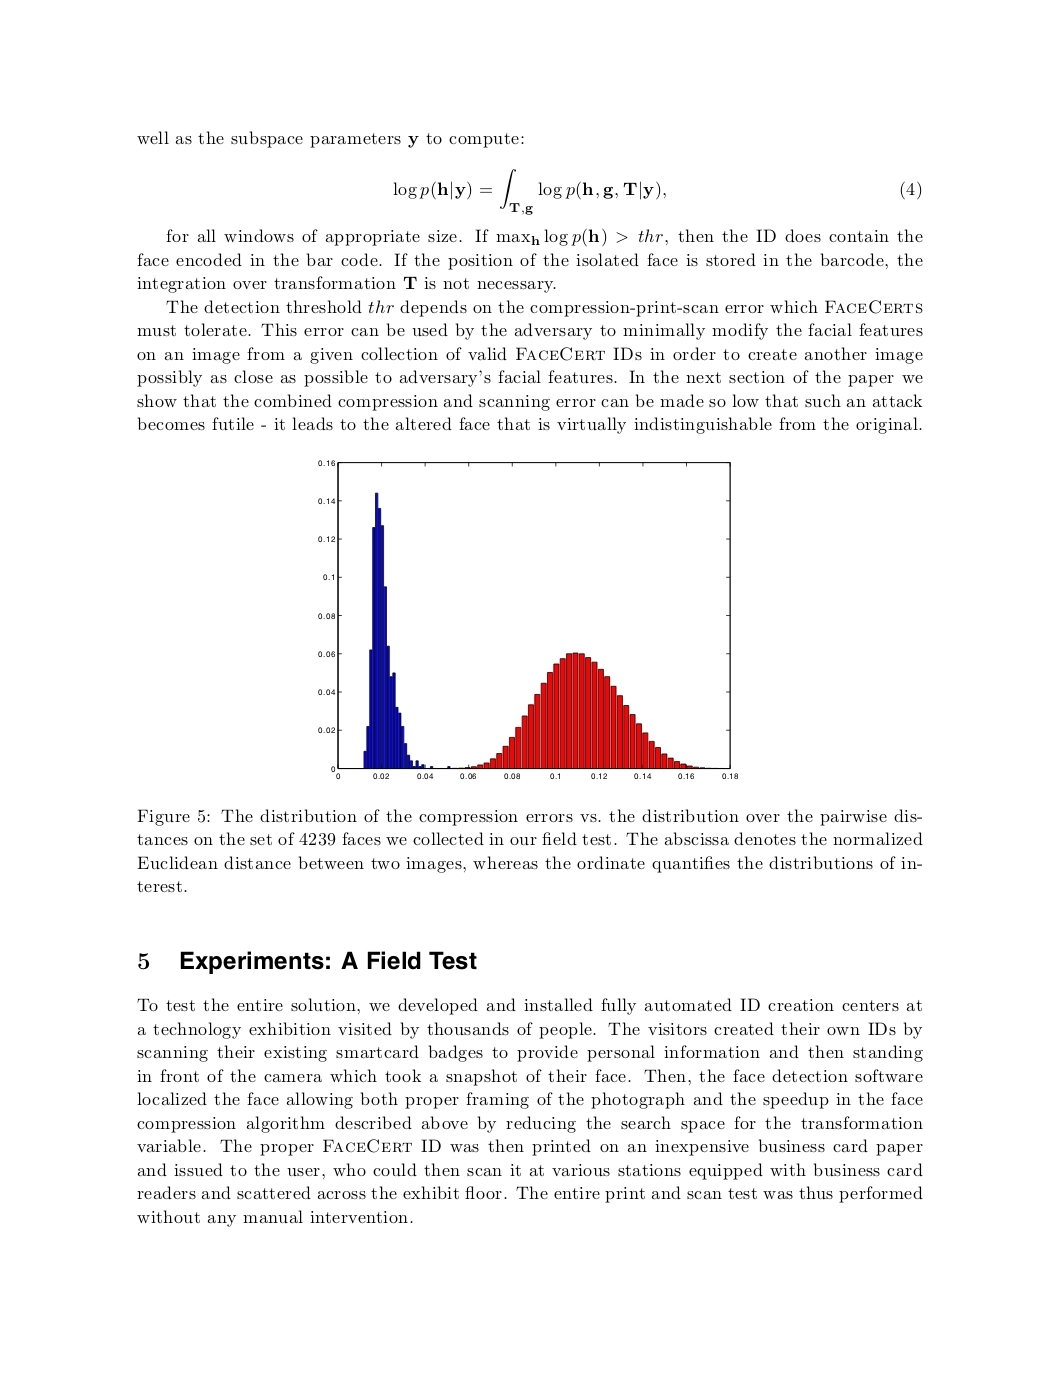 well as the subspace parameters y to compute:
log p(h|y) = ∫T,g log p(h, g, T|y), (4)
for all windows of appropriate size. If maxh log p(h) > thr, then the ID does contain the
face encoded in the bar code. If the position of the isolated face is stored in the barcode, the
integration over transformation T is not necessary.
The detection threshold thr depends on the compression-print-scan error which FACECERTS
must tolerate. This error can be used by the adversary to minimally modify the facial features
on an image from a given collection of valid FACECERT IDs in order to create another image
possibly as close as possible to adversary's facial features. In the next section of the paper we
show that the combined compression and scanning error can be made so low that such an attack
becomes futile - it leads to the altered face that is virtually indistinguishable from the original.
0.16
0.14
0.12
0.1
0.08
0.06
0.04
0.02
0
0 0.02 0.04 0.06 0.08 0.1 0.12 0.14 0.16 0.18
Figure 5: The distribution of the compression errors vs. the distribution over the pairwise dis-
tances on the set of 4239 faces we collected in our field test. The abscissa denotes the normalized
Euclidean distance between two images, whereas the ordinate quantifies the distributions of in-
terest.
5 Experiments: A Field Test
To test the entire solution, we developed and installed fully automated ID creation centers at
a technology exhibition visited by thousands of people. The visitors created their own IDs by
scanning their existing smartcard badges to provide personal information and then standing
in front of the camera which took a snapshot of their face. Then, the face detection software
localized the face allowing both proper framing of the photograph and the speedup in the face
compression algorithm described above by reducing the search space for the transformation
variable. The proper FACECERT ID was then printed on an inexpensive business card paper
and issued to the user, who could then scan it at various stations equipped with business card
readers and scattered across the exhibit floor. The entire print and scan test was thus performed
without any manual intervention.